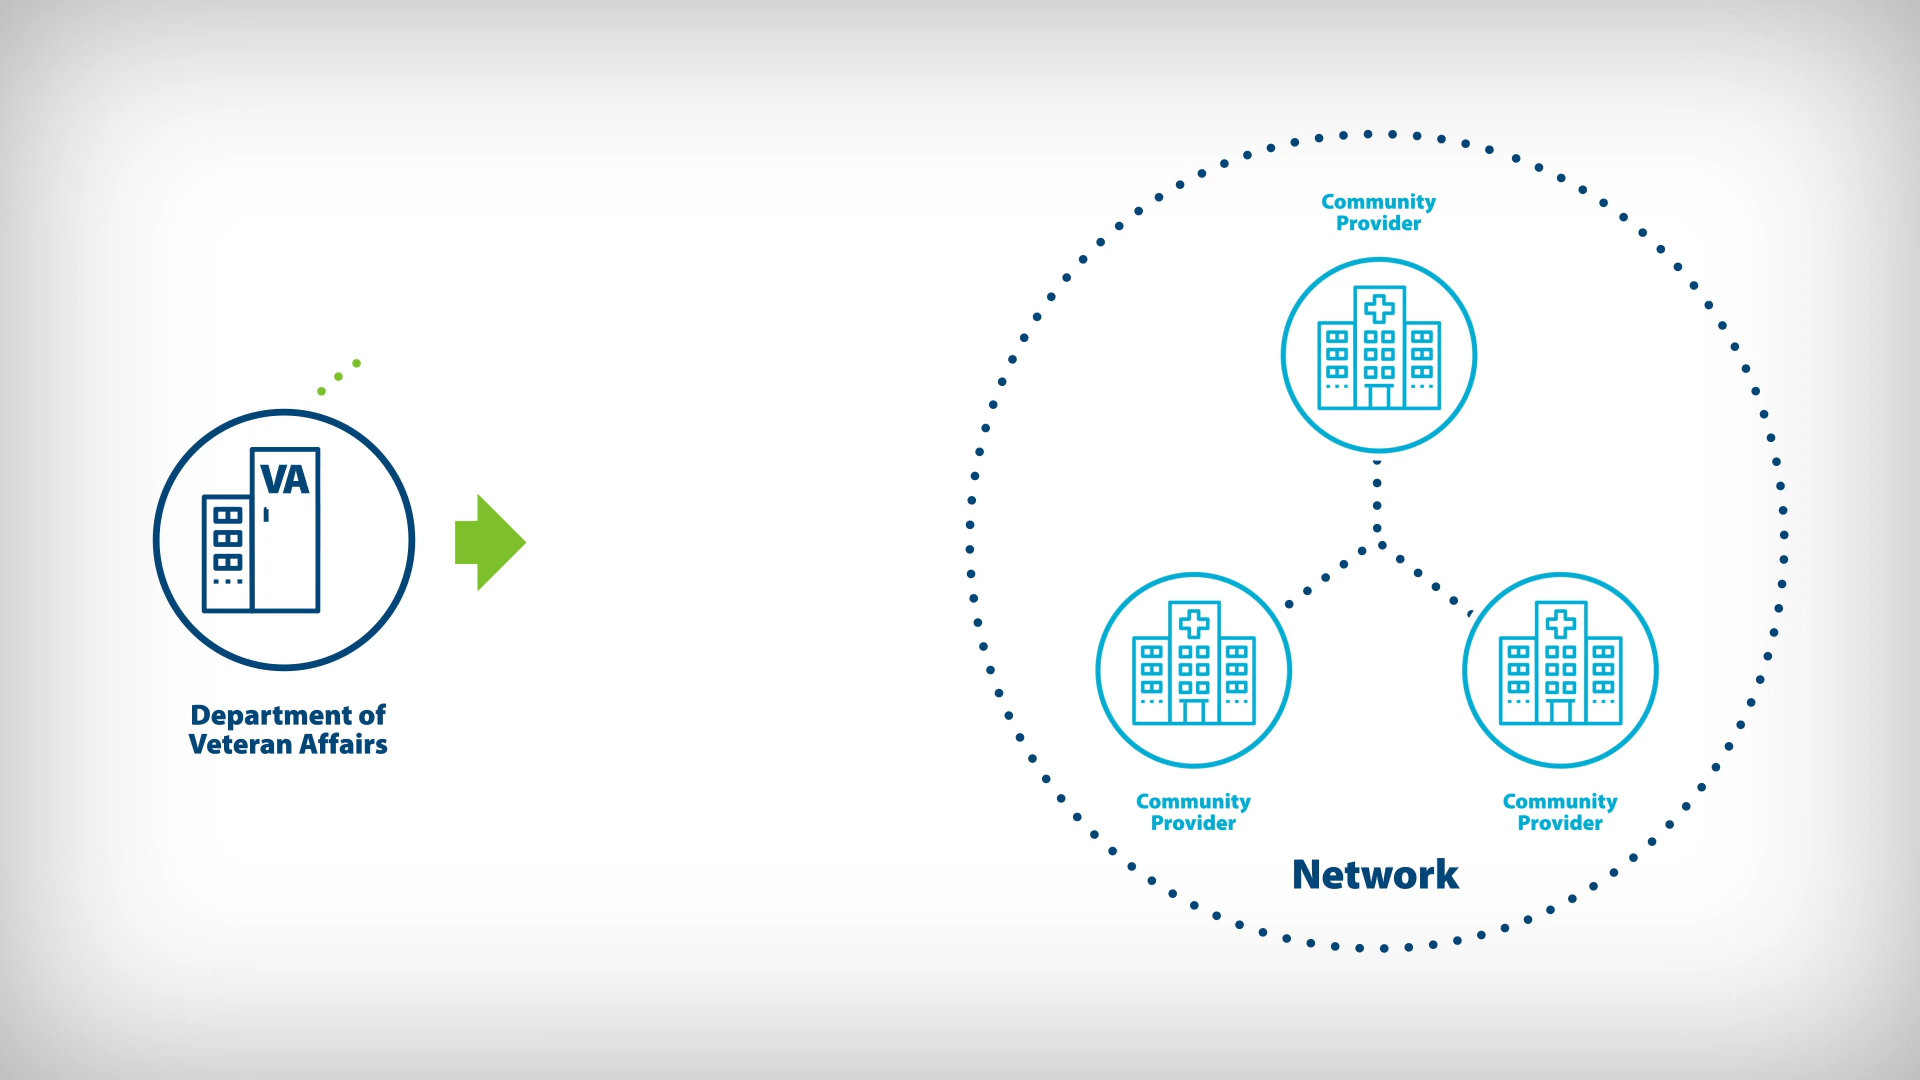 Community
Provider
VA
Department of
Veteran Affairs
Community
Provider
Community
Provider
Network